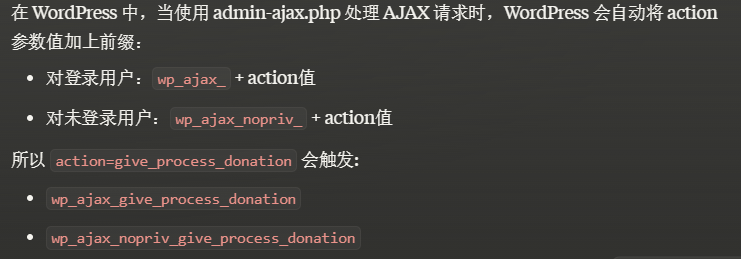 在 WordPress 中，当使用 admin-ajax.php 处理 AJAX 请求时，WordPress 会自动将 action
参数值加上前缀：
• 对登录用户：wp_ajax_ + action值
• 对未登录用户：wp_ajax_nopriv_ + action值
所以 action=give_process_donation 会触发:
• wp_ajax_give_process_donation
• wp_ajax_nopriv_give_process_donation